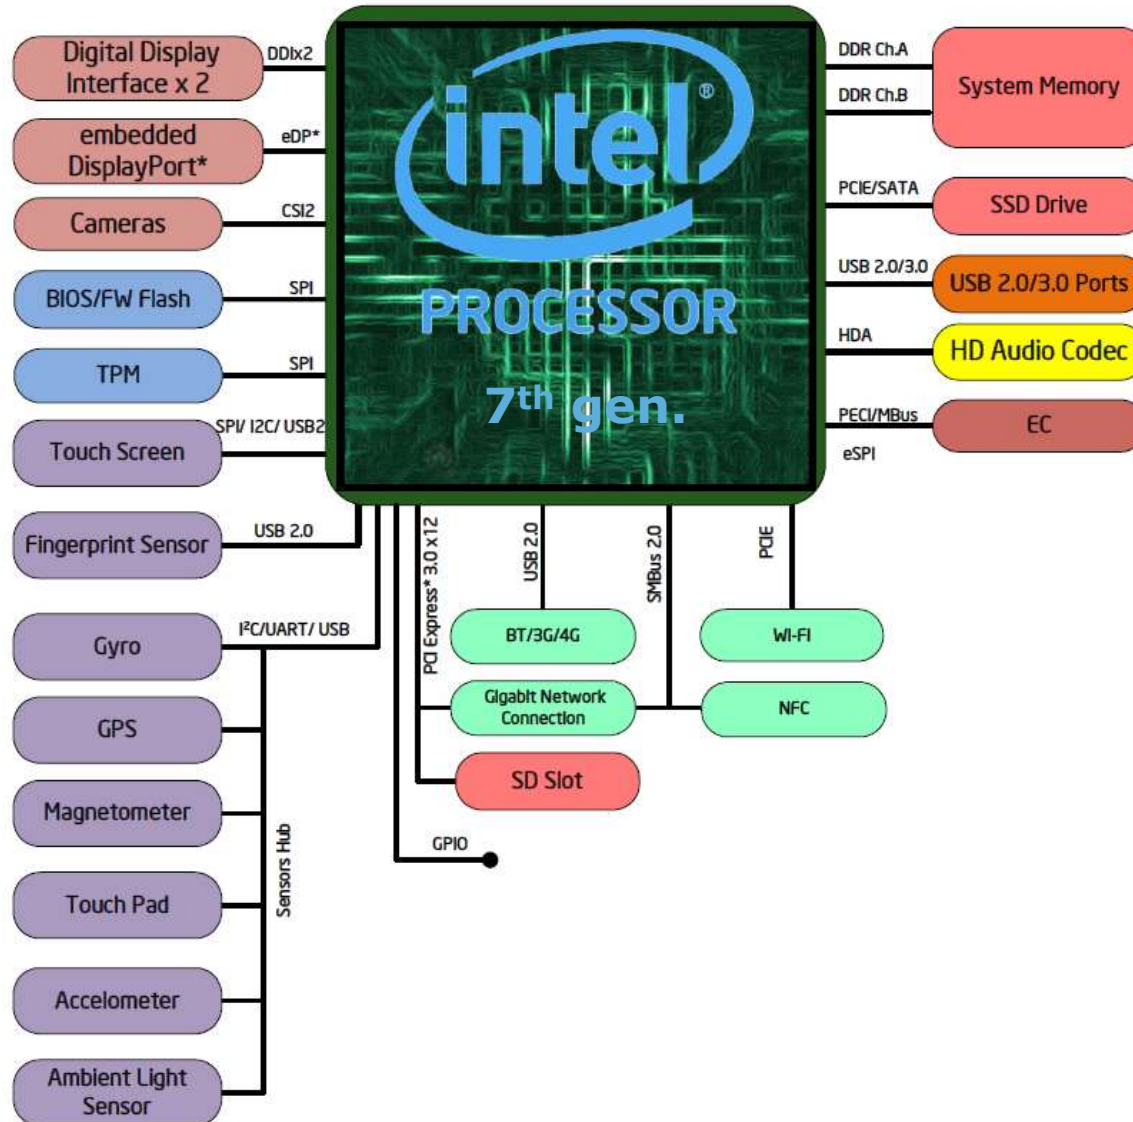 Digital Display
Interface x 2
DDIx2
embedded
DisplayPort*
eDP*
Cameras
CSI2
BIOS/FW Flash
SPI
TPM
SPI
Touch Screen
SPI/ I2C/ USB2
Fingerprint Sensor
USB 2.0
Gyro
I²C/UART/ USB
GPS
Magnetometer
Touch Pad
Accelometer
Ambient Light
Sensor
Sensors Hub
intel®
PROCESSOR
7th gen.
DDR Ch.A
DDR Ch.B
System Memory
PCIE/SATA
SSD Drive
USB 2.0/3.0
USB 2.0/3.0 Ports
HDA
HD Audio Codec
PECI/MBus
eSPI
EC
PCI Express* 3.0 x12
USB 2.0
SMBus 2.0
PCIE
BT/3G/4G
WI-FI
Gigabit Network
Connection
NFC
SD Slot
GPIO